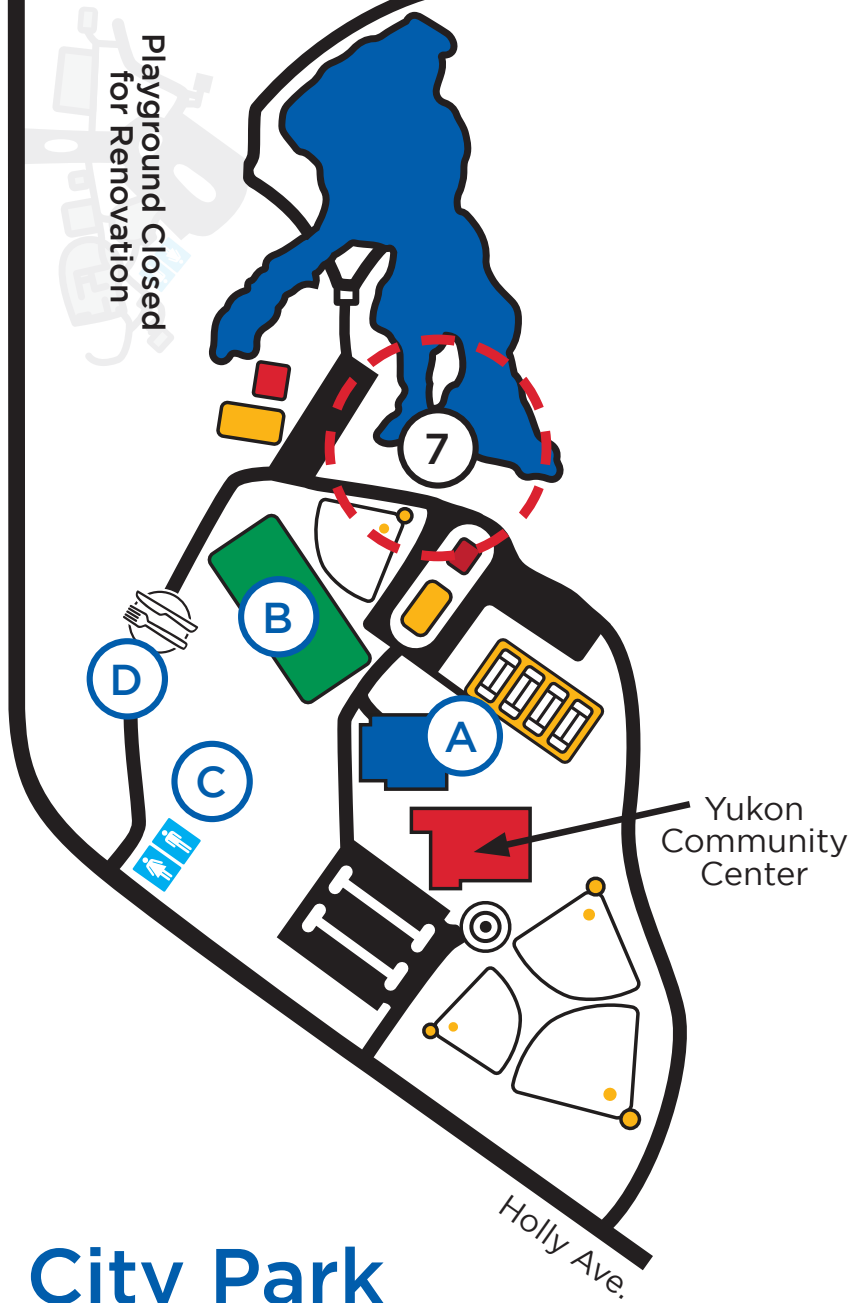 Playground Closed
for Renovation
7
B
D
A
C
Yukon
Community
Center
Holly Ave.
City Park